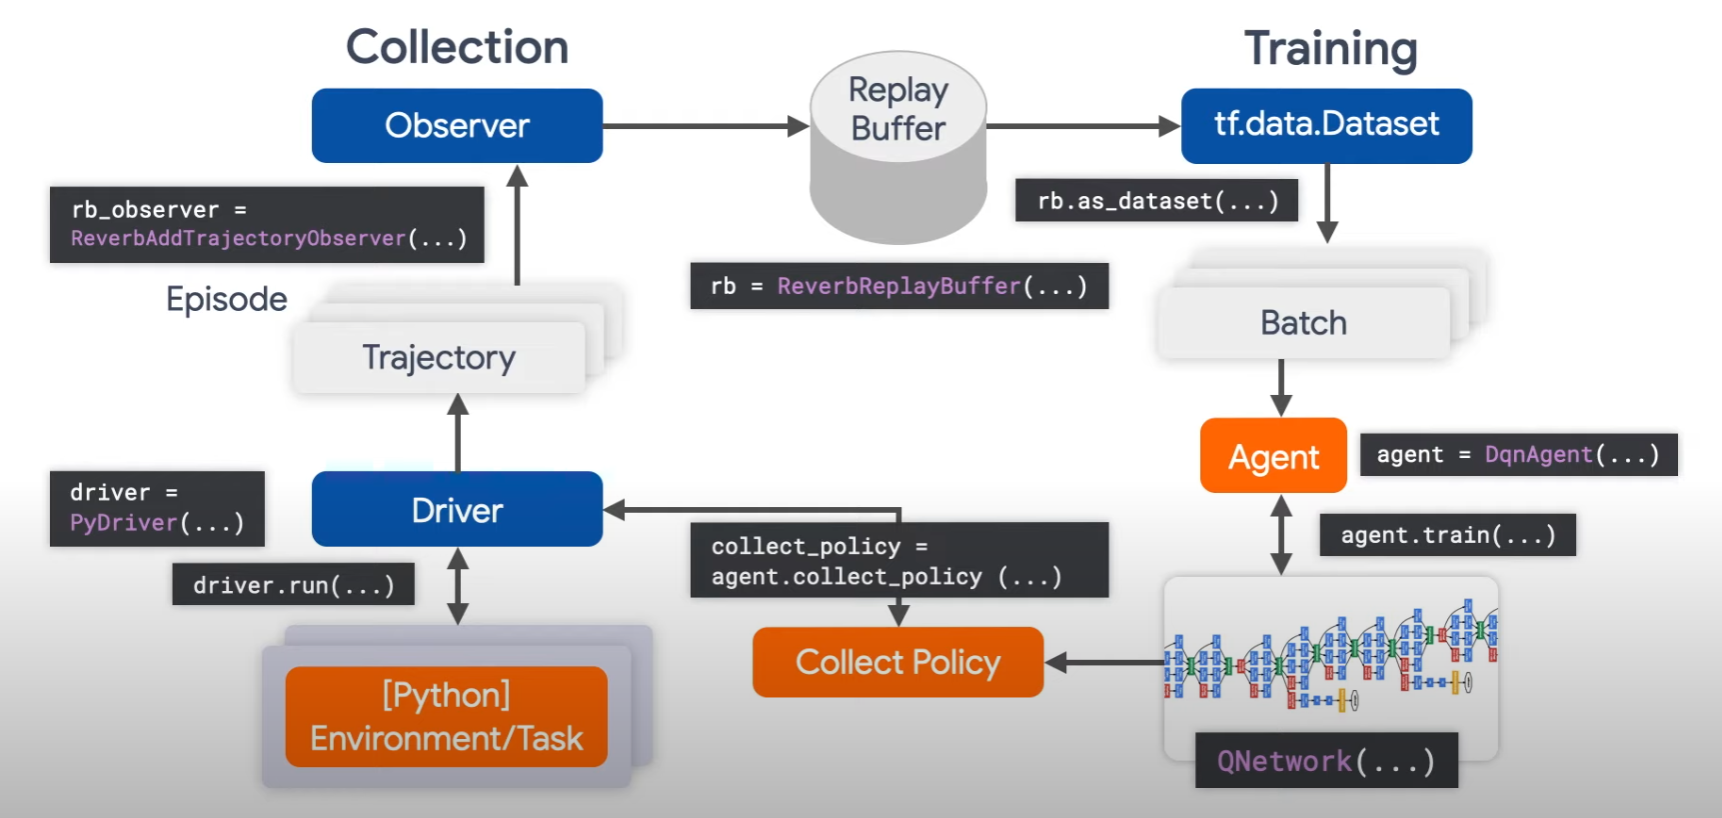 Collection
Training
Observer
Replay
Buffer
tf.data.Dataset
rb_observer =
ReverbAddTrajectoryObserver(...)
rb.as_dataset(...)
rb = ReverbReplayBuffer(...)
Episode
Trajectory
Batch
Agent
agent = DqnAgent(...)
driver =
PyDriver(...)
Driver
agent.train(...)
collect_policy =
agent.collect_policy (...)
driver.run(...)
Collect Policy
[Python]
Environment/Task
QNetwork(...)